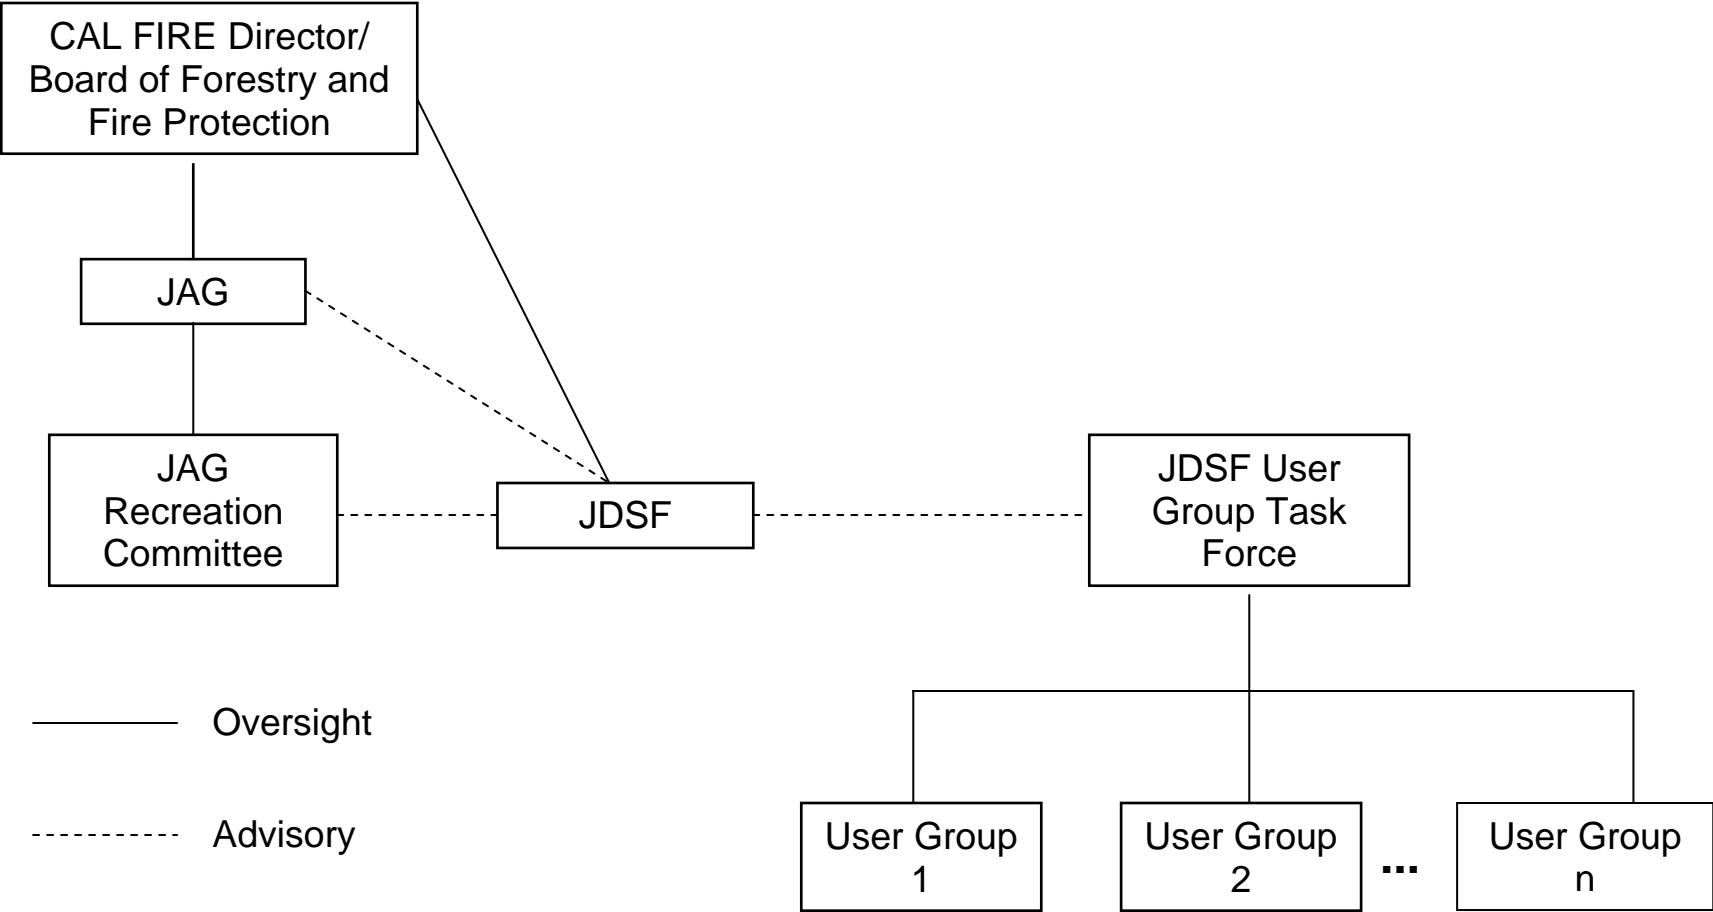 CAL FIRE Director/
Board of Forestry and
Fire Protection
JAG
JAG
Recreation
Committee
JDSF
JDSF User
Group Task
Force
Oversight
Advisory
User Group
1
User Group
2
...
User Group
n